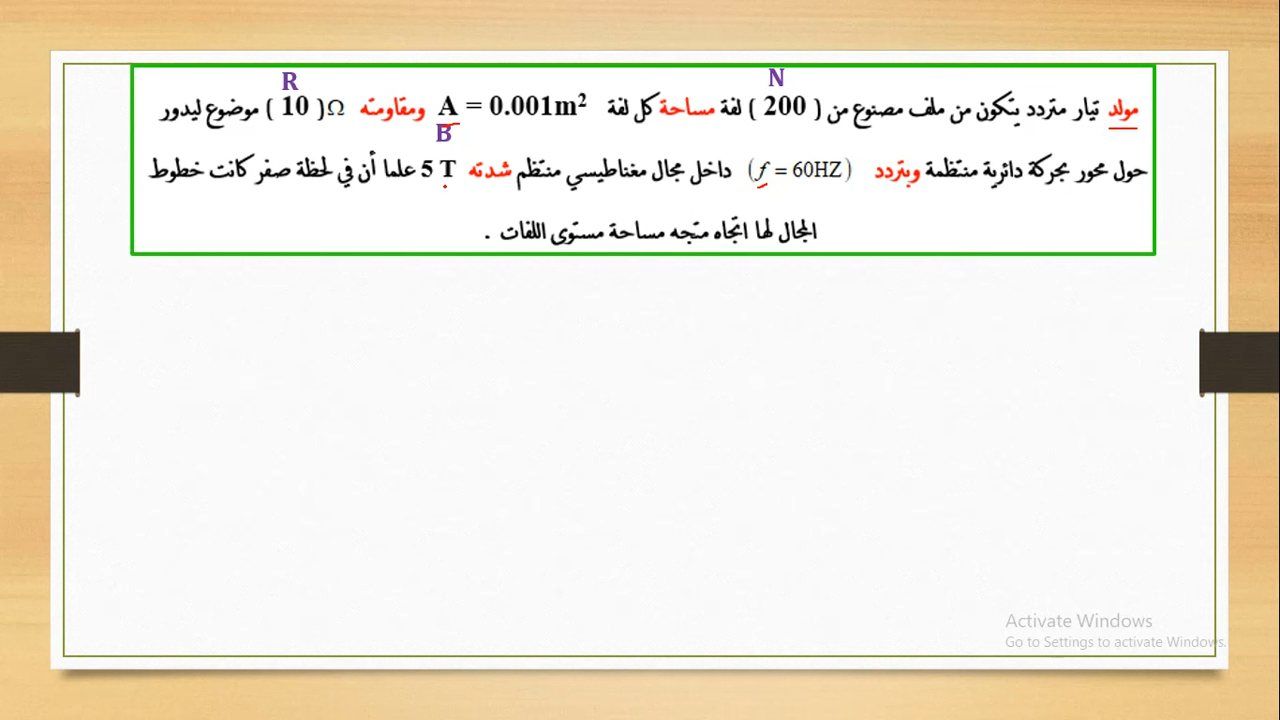 R N
مولد تيار متردد يتكون من ملف مصنوع من ( 200 ) لفة مساحة كل لفة A = 0.001m² ومقاومته Ω( 10 ) موضوع ليدور
B
حول محور بحركة دائرية منتظمة وبتردد (f = 60HZ) داخل مجال مغناطيسي منتظم شدته 5 T علما أن في لحظة صفر كانت خطوط
المجال لها اتجاه متجه مساحة مستوى اللفات .
Activate Windows
Go to Settings to activate Windows.